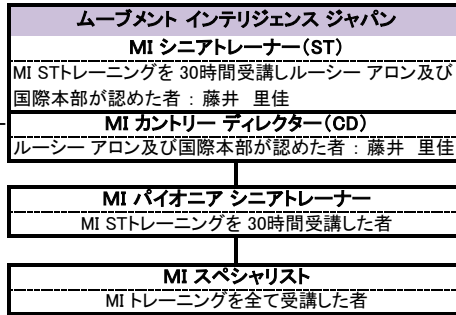 ムーブメント インテリジェンス ジャパン
MI シニアトレーナー(ST)
MI STトレーニングを 30時間受講しルーシー アロン及び
国際本部が認めた者 : 藤井 里佳
MI カントリー ディレクター(CD)
ルーシー アロン及び国際本部が認めた者 : 藤井 里佳
MI パイオニア シニアトレーナー
MI STトレーニングを 30時間受講した者
MI スペシャリスト
MI トレーニングを全て受講した者